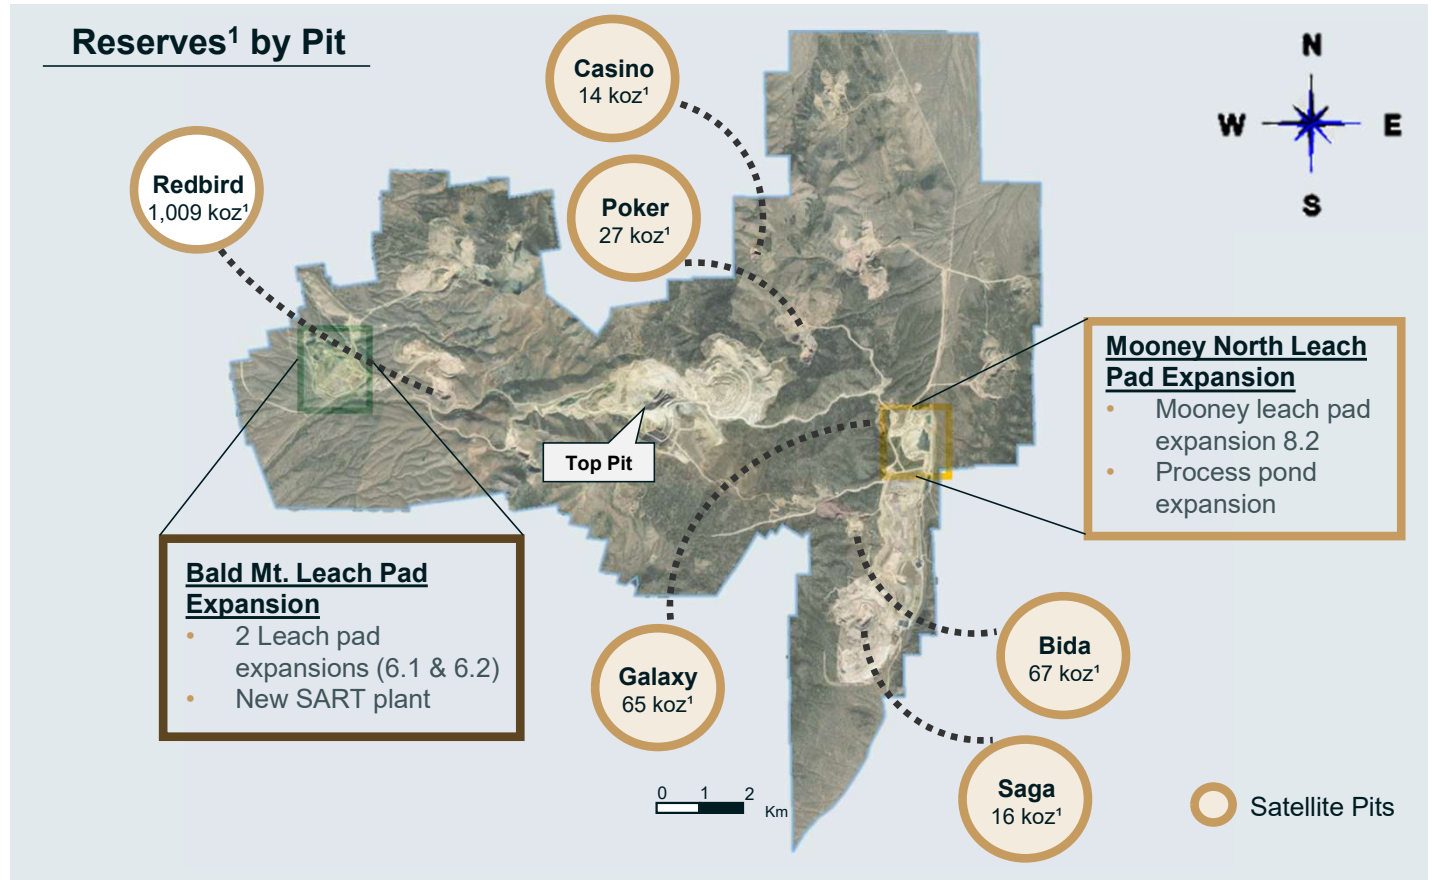 Reserves¹ by Pit
Casino
14 koz¹
N
W
E
S
Redbird
1,009 koz¹
Poker
27 koz¹
Mooney North Leach
Pad Expansion
• Mooney leach pad
expansion 8.2
• Process pond
expansion
Top Pit
Bald Mt. Leach Pad
Expansion
• 2 Leach pad
expansions (6.1 & 6.2)
• New SART plant
Galaxy
65 koz¹
Bida
67 koz¹
Saga
16 koz¹
0 1 2
Km
Satellite Pits